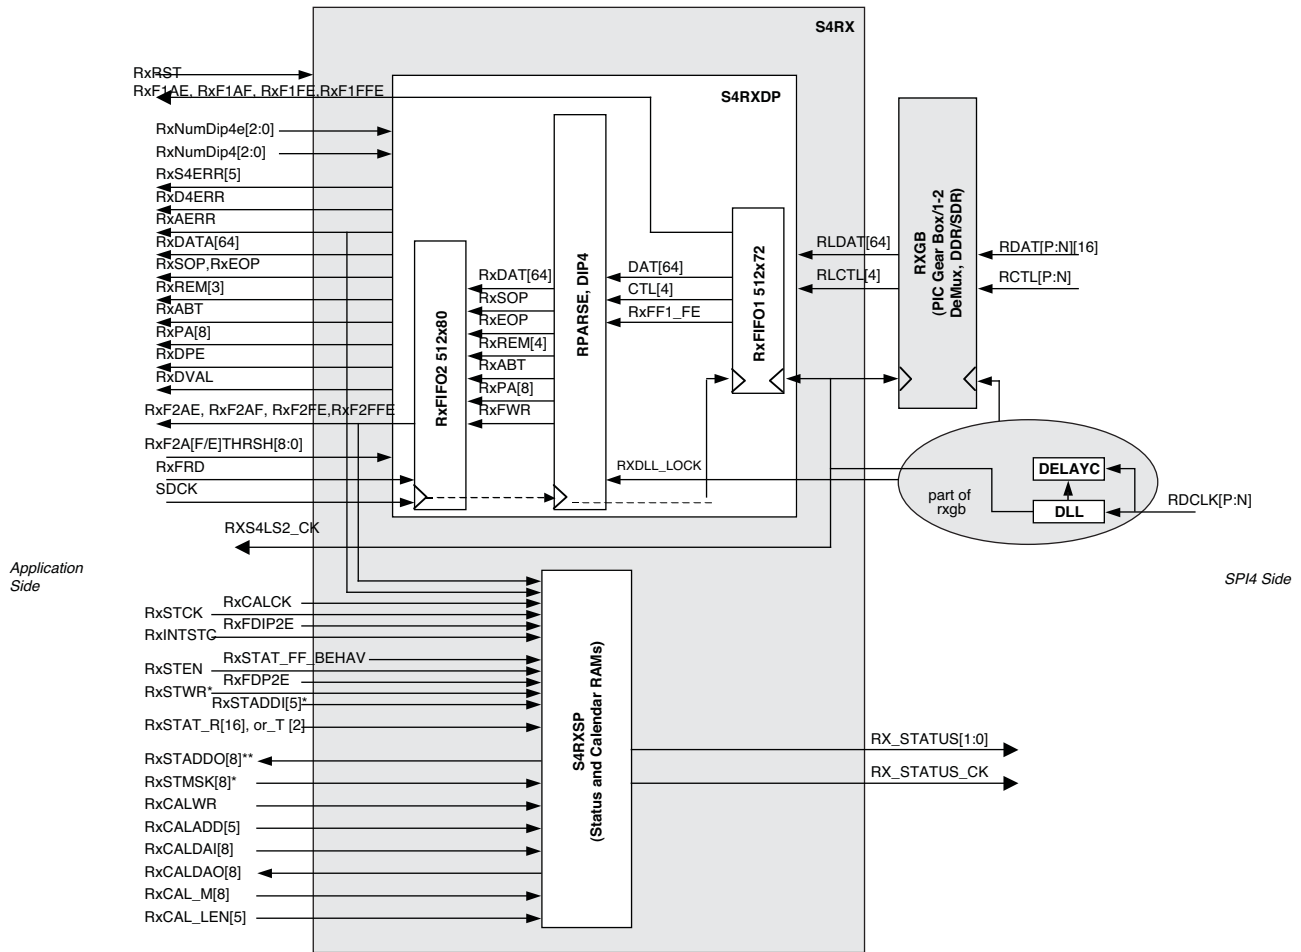 S4RX
RxRST
RxF1AE, RxF1AF, RxF1FE,RxF1FFE
S4RXDP
RxNumDip4e[2:0]
RxNumDip4[2:0]
RxS4ERR[5]
RxD4ERR
RxAERR
RxDATA[64]
RxSOP,RxEOP
RxREM[3]
RxABT
RxPA[8]
RxDPE
RxDVAL
RxF2AE, RxF2AF, RxF2FE,RxF2FFE
RxF2A[F/E]THRSH[8:0]
RxFRD
SDCK
RXS4LS2_CK
RxFIFO2 512x80
RxDAT[64]
RxSOP
RxEOP
RxREM[4]
RxABT
RxPA[8]
RxFWR
RPARSE, DIP4
DAT[64]
CTL[4]
RxFF1_FE
RXDLL_LOCK
RxFIFO1 512x72
RLDAT[64]
RLCTL[4]
RXGB
(PIC Gear Box/1-2
DeMux, DDR/SDR)
RDAT[P:N][16]
RCTL[P:N]
DELAYC
DLL
part of
rxgb
RDCLK[P:N]
Application
Side
SPI4 Side
RxCALCK
RxSTCK
RxFDIP2E
RxINTSTC
RxSTAT_FF_BEHAV
RxSTEN
RxFDP2E
RxSTWR*
RxSTADDI[5]*
RxSTAT_R[16], or_T [2]
RxSTADDO[8]**
RxSTMSK[8]*
RxCALWR
RxCALADD[5]
RxCALDAI[8]
RxCALDAO[8]
RxCAL_M[8]
RxCAL_LEN[5]
S4RXSP
(Status and Calendar RAMs)
RX_STATUS[1:0]
RX_STATUS_CK